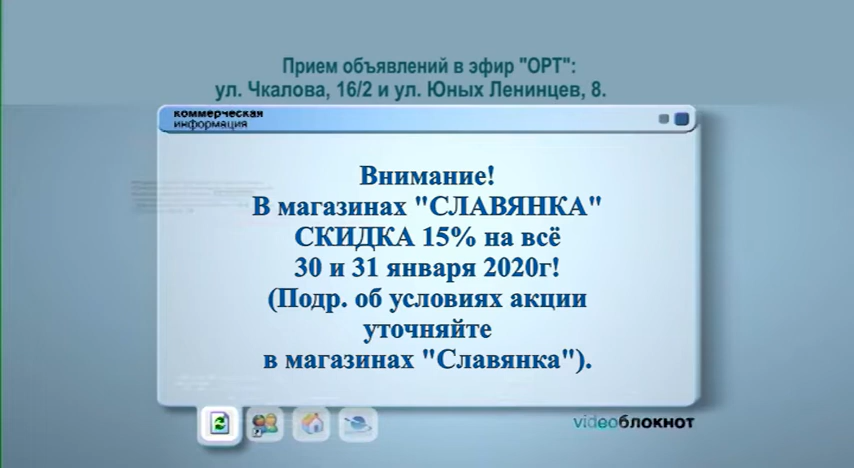 Прием объявлений в эфир "ОРТ":
ул. Чкалова, 16/2 и ул. Юных Ленинцев, 8.
коммерческая
информация
Внимание!
В магазинах "СЛАВЯНКА"
СКИДКА 15% на всё
30 и 31 января 2020г!
(Подр. об условиях акции
уточняйте
в магазинах "Славянка").
videoблокнот